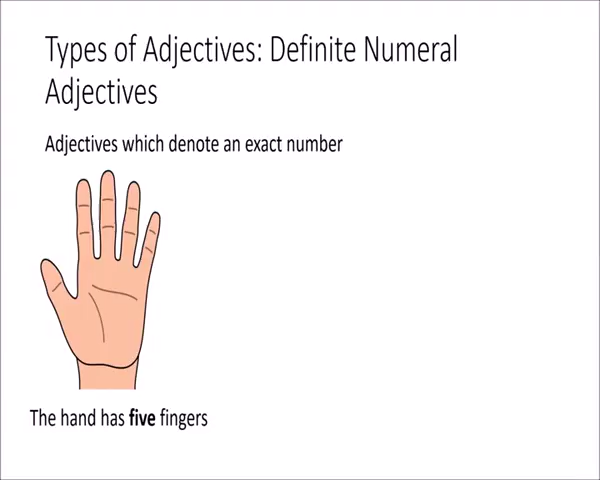 Types of Adjectives: Definite Numeral
Adjectives
Adjectives which denote an exact number
The hand has five fingers